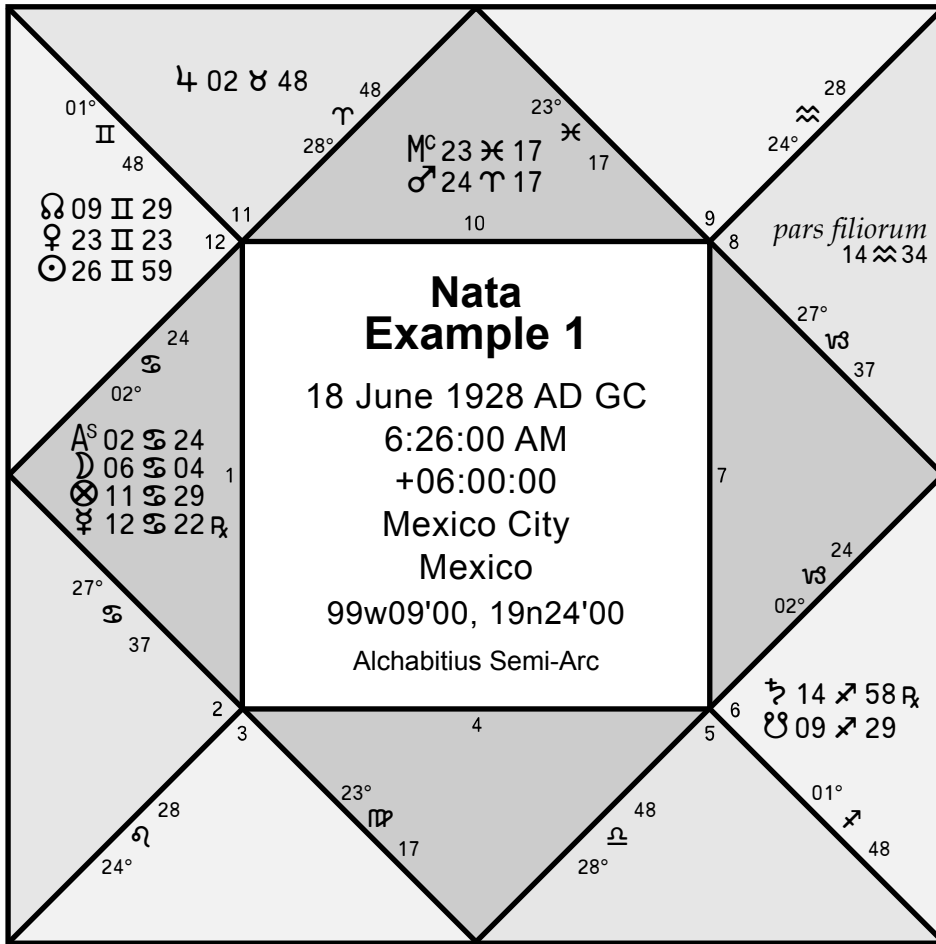 ♃ 02 ♉ 48
01°
♊
48
48
♈
28°
23°
♓
17
28
♒
24°
Mᶜ 23 ♓ 17
♂ 24 ♈ 17
☊ 09 ♊ 29
♀ 23 ♊ 23
☉ 26 ♊ 59
11
12
10
9
8
pars filiorum
14 ♒ 34
Nata
Example 1
18 June 1928 AD GC
6:26:00 AM
+06:00:00
Mexico City
Mexico
99w09'00, 19n24'00
Alchabitius Semi-Arc
24
♋
02°
27°
♑
37
Aˢ 02 ♋ 24
☽ 06 ♋ 04
⊗ 11 ♋ 29
☿ 12 ♋ 22 ℞
1
7
27°
♋
37
24
♑
02°
♄ 14 ♐ 58 ℞
☋ 09 ♐ 29
2
3
4
5
6
28
♌
24°
23°
♍
17
48
♎
28°
01°
♐
48